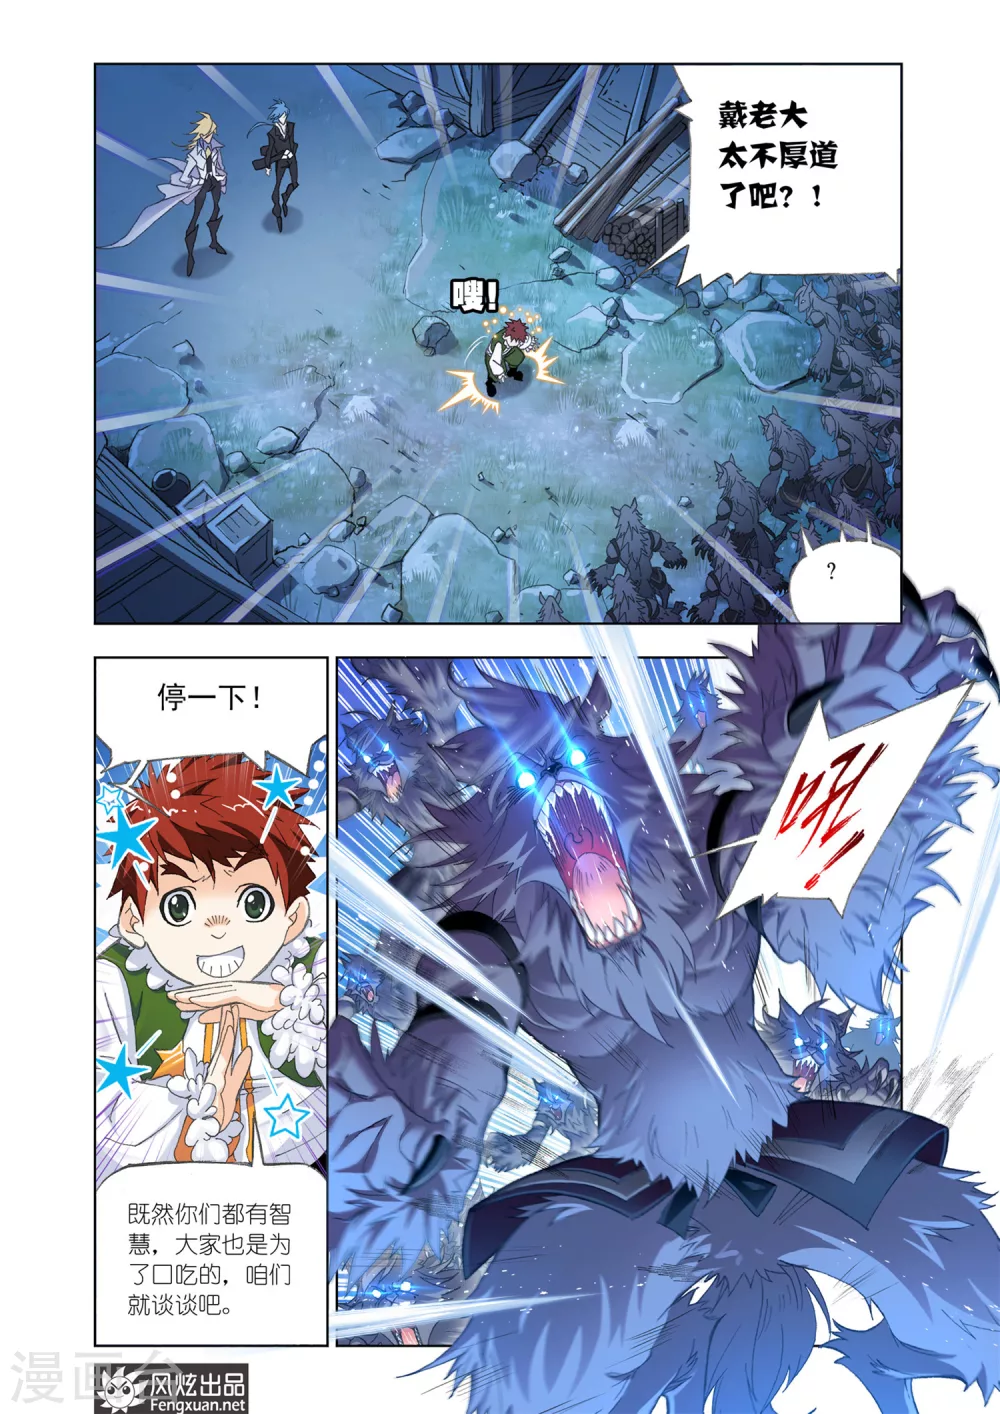 戴老大
太不厚道
了吧？！
嗖！
？
停一下！
吼！
既然你们都有智
慧，大家也是为
了口吃的，咱们
就谈谈吧。
漫画台
风炫出品
Fengxuan.net